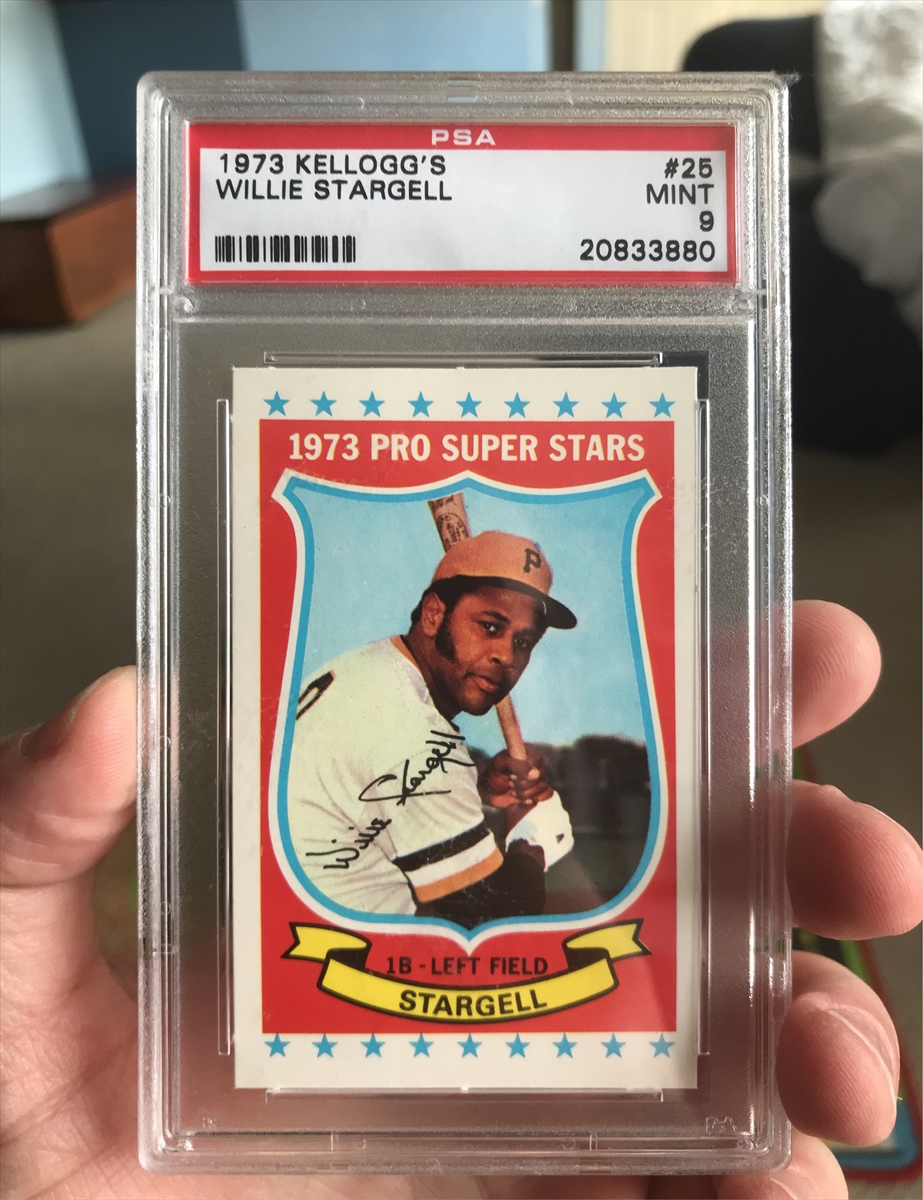 PSA
1973 KELLOGG'S #25
WILLIE STARGELL MINT
9
20833880
1973 PRO SUPER STARS
P
Willie Stargell
1B - LEFT FIELD
STARGELL